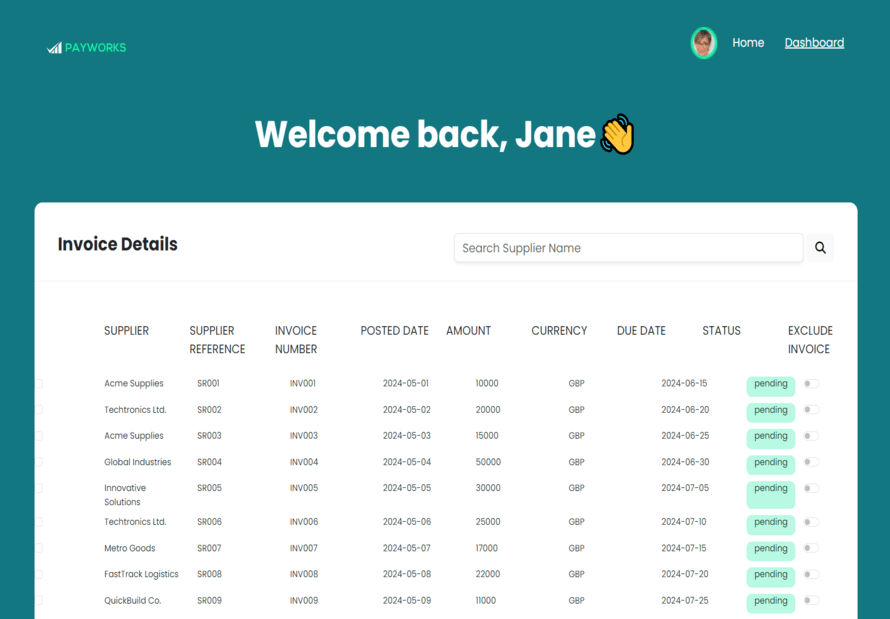 PAYWORKS
Home Dashboard
Welcome back, Jane
Invoice Details
Search Supplier Name
SUPPLIER SUPPLIER REFERENCE INVOICE NUMBER POSTED DATE AMOUNT CURRENCY DUE DATE STATUS EXCLUDE INVOICE
Acme Supplies SR001 INV001 2024-05-01 10000 GBP 2024-06-15 pending
Techtronics Ltd. SR002 INV002 2024-05-02 20000 GBP 2024-06-20 pending
Acme Supplies SR003 INV003 2024-05-03 15000 GBP 2024-06-25 pending
Global Industries SR004 INV004 2024-05-04 50000 GBP 2024-06-30 pending
Innovative Solutions SR005 INV005 2024-05-05 30000 GBP 2024-07-05 pending
Techtronics Ltd. SR006 INV006 2024-05-06 25000 GBP 2024-07-10 pending
Metro Goods SR007 INV007 2024-05-07 17000 GBP 2024-07-15 pending
FastTrack Logistics SR008 INV008 2024-05-08 22000 GBP 2024-07-20 pending
QuickBuild Co. SR009 INV009 2024-05-09 11000 GBP 2024-07-25 pending